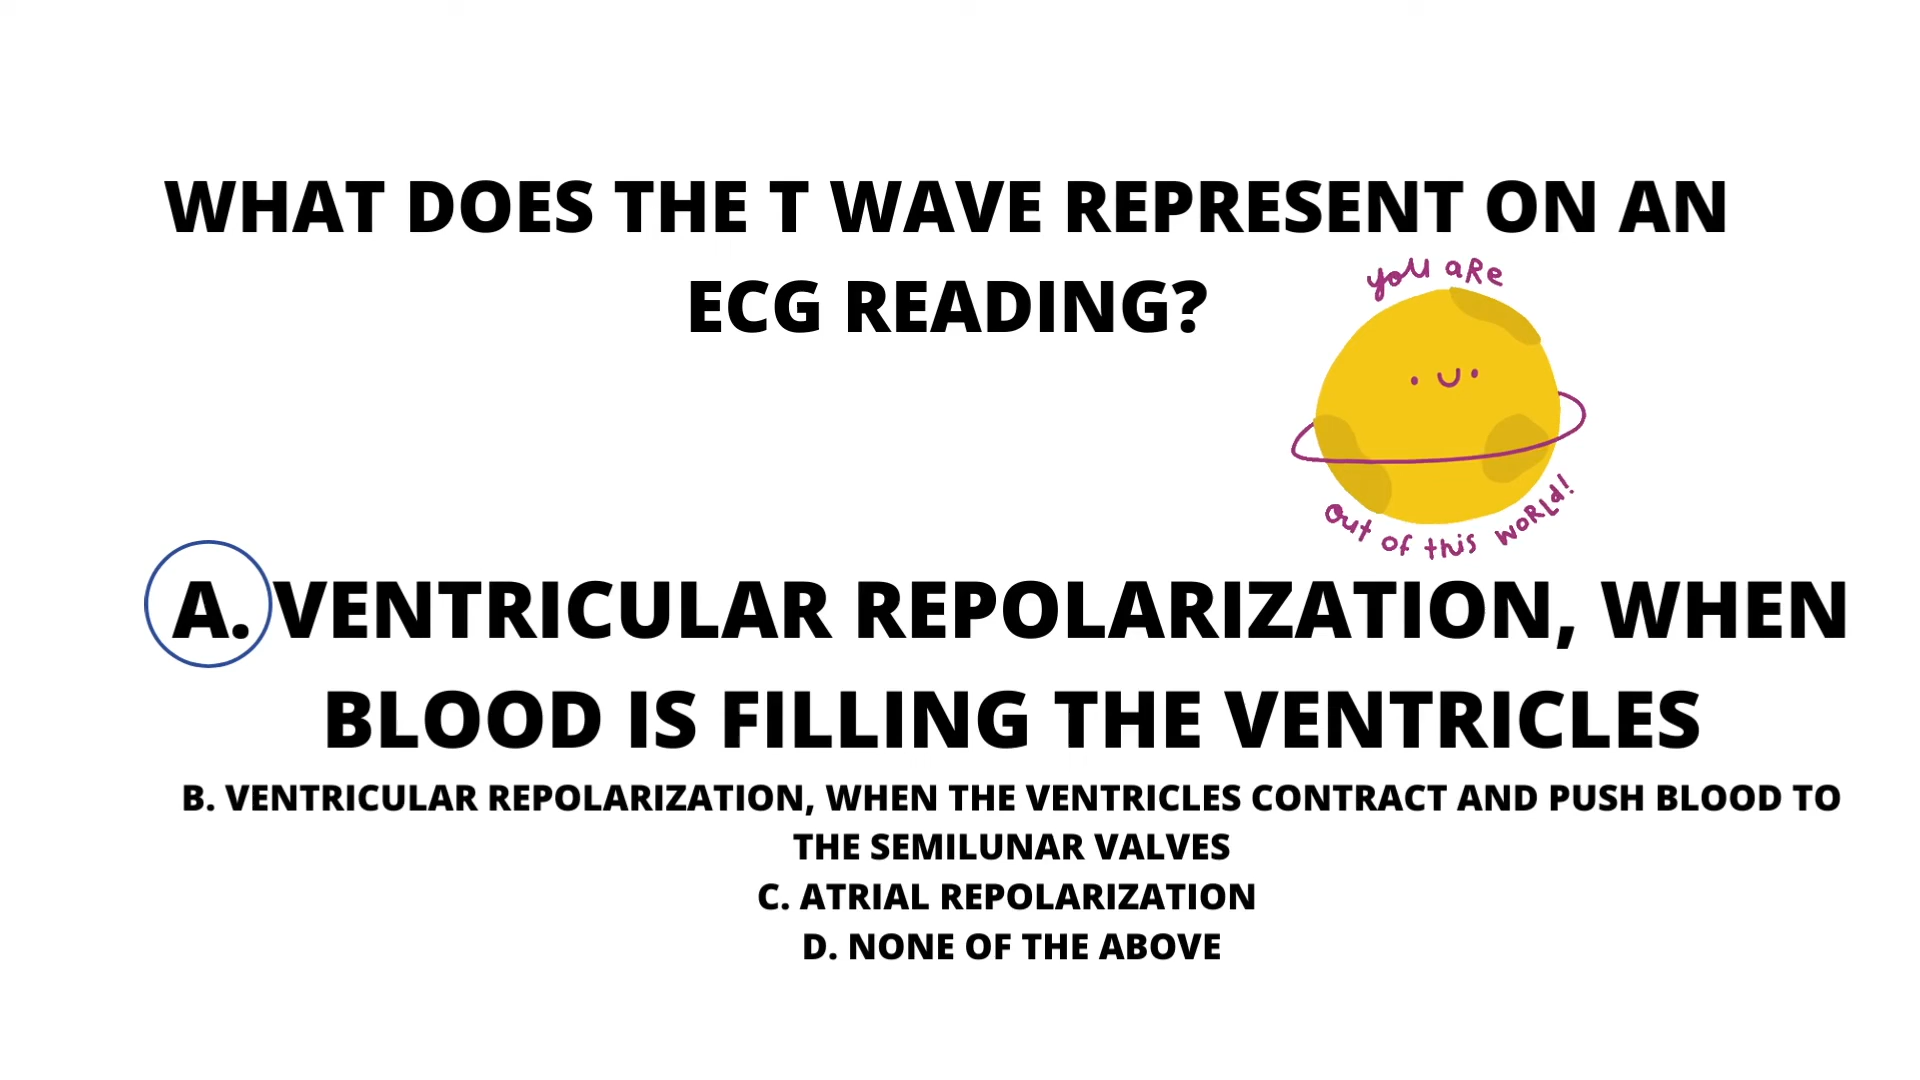 WHAT DOES THE T WAVE REPRESENT ON AN
ECG READING?
you aRe
out of this woRLd!
A. VENTRICULAR REPOLARIZATION, WHEN
BLOOD IS FILLING THE VENTRICLES
B. VENTRICULAR REPOLARIZATION, WHEN THE VENTRICLES CONTRACT AND PUSH BLOOD TO
THE SEMILUNAR VALVES
C. ATRIAL REPOLARIZATION
D. NONE OF THE ABOVE